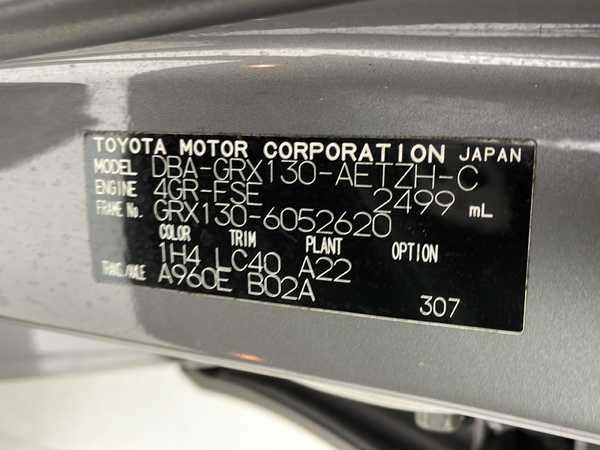 TOYOTA MOTOR CORPORATION JAPAN
MODEL DBA-GRX130-AETZH-C
ENGINE 4GR-FSE 2499 mL
FRAME No. GRX130-6052620
COLOR TRIM PLANT OPTION
1H4 LC40 A22
TRANS./AXLE A960E B02A
307